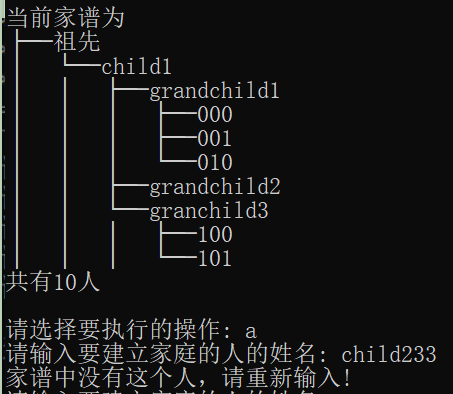 当前家谱为
├──祖先
│ └──child1
│ │ │ ├──grandchild1
│ │ │ ├──000
│ │ │ ├──001
│ │ │ └──010
│ │ ├──grandchild2
│ │ └──granchild3
│ │ │ ├──100
│ │ │ └──101
共有10人
请选择要执行的操作: a
请输入要建立家庭的人的姓名: child233
家谱中没有这个人，请重新输入!